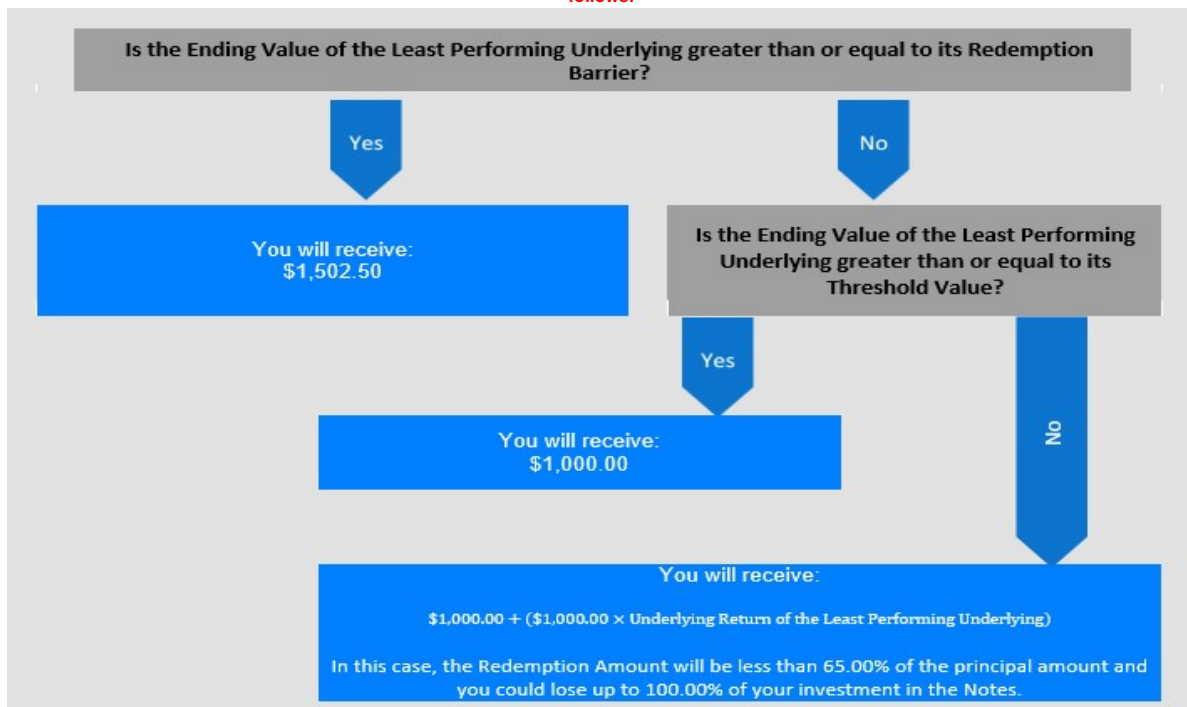 Is the Ending Value of the Least Performing Underlying greater than or equal to its Redemption
Barrier?
Yes
No
You will receive:
$1,502.50
Is the Ending Value of the Least Performing
Underlying greater than or equal to its
Threshold Value?
Yes
No
You will receive:
$1,000.00
You will receive:
$1,000.00 + ($1,000.00 × Underlying Return of the Least Performing Underlying)
In this case, the Redemption Amount will be less than 65.00% of the principal amount and
you could lose up to 100.00% of your investment in the Notes.